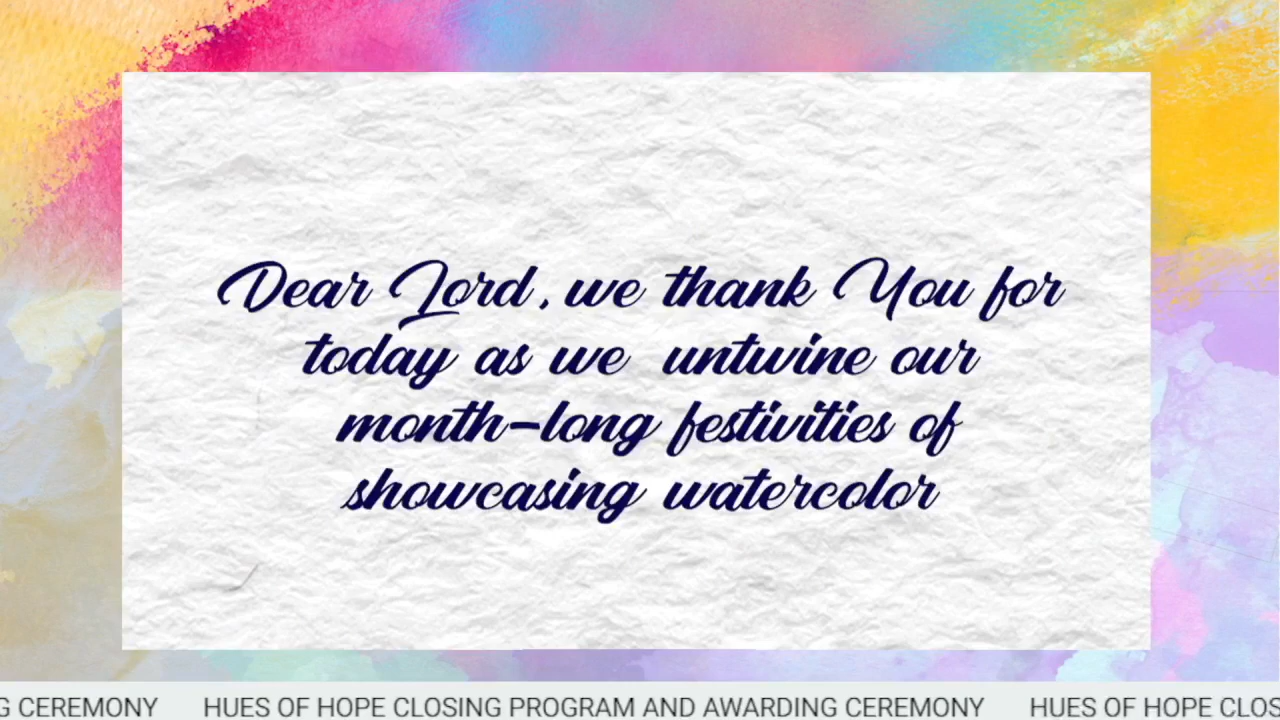 Dear Lord, we thank You for
today as we untwine our
month-long festivities of
showcasing watercolor
G CEREMONY HUES OF HOPE CLOSING PROGRAM AND AWARDING CEREMONY HUES OF HOPE CLOS